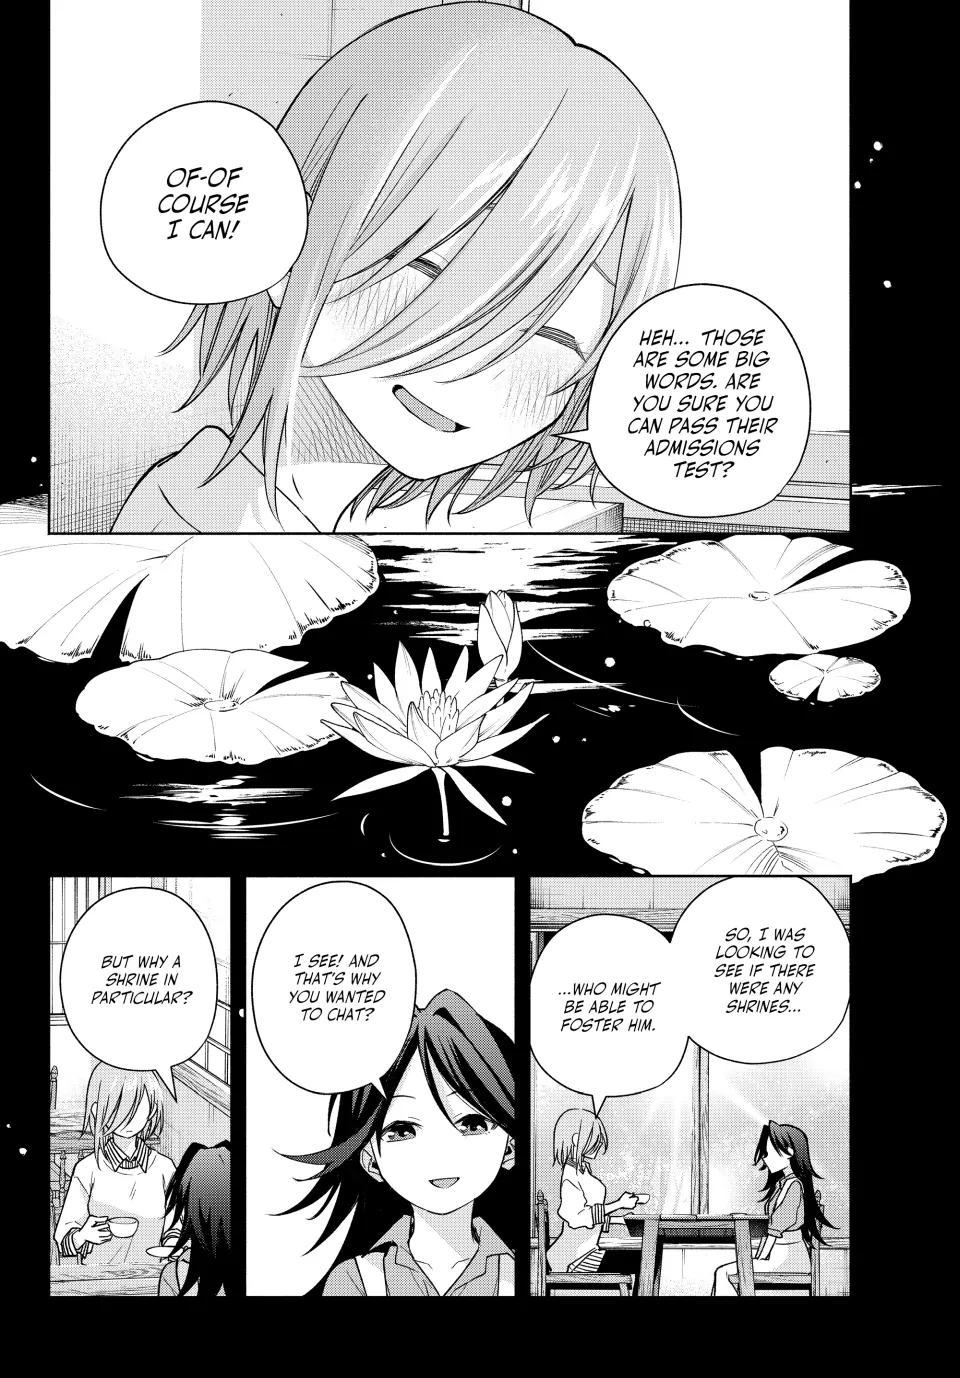 HEH... THOSE
ARE SOME BIG
WORDS. ARE
YOU SURE YOU
CAN PASS THEIR
ADMISSIONS
TEST?
OF-OF
COURSE
I CAN!
SO, I WAS
LOOKING TO
SEE IF THERE
WERE ANY
SHRINES...
...WHO MIGHT
BE ABLE TO
FOSTER HIM.
I SEE! AND
THAT'S WHY
YOU WANTED
TO CHAT?
BUT WHY A
SHRINE IN
PARTICULAR?